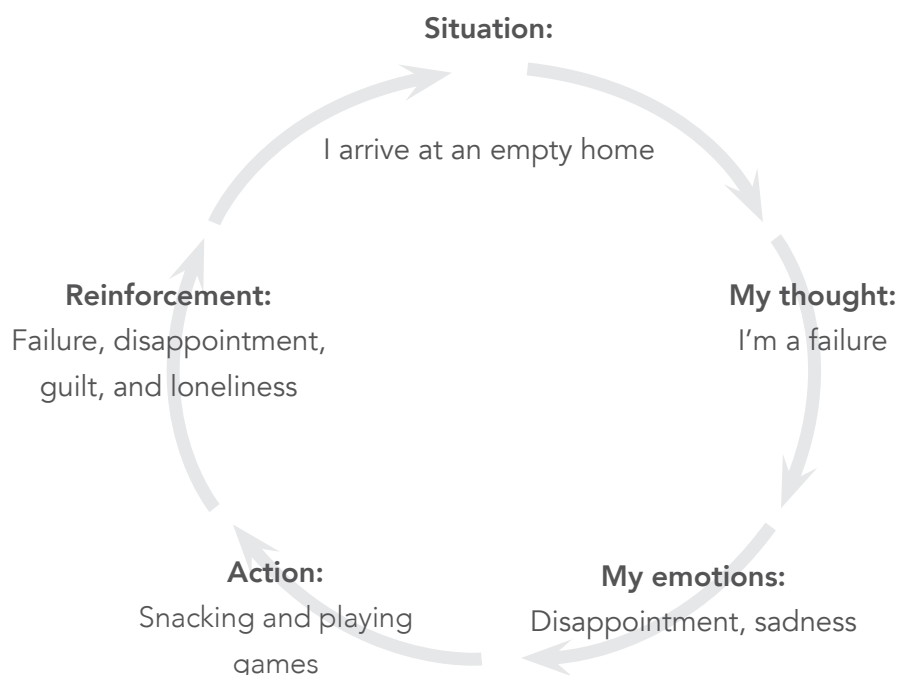 Situation:
I arrive at an empty home
My thought:
I'm a failure
My emotions:
Disappointment, sadness
Action:
Snacking and playing
games
Reinforcement:
Failure, disappointment,
guilt, and loneliness